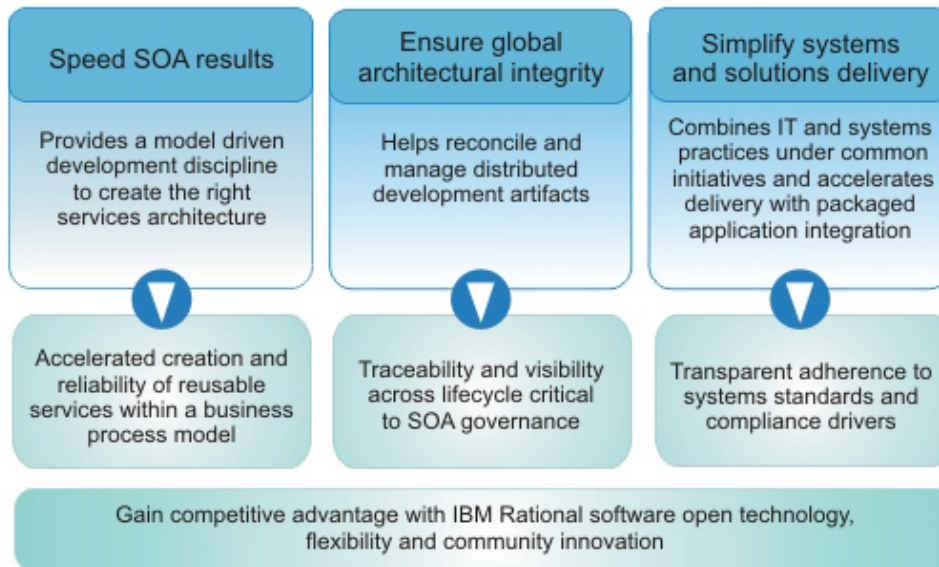 Speed SOA results
Provides a model driven
development discipline
to create the right
services architecture
Accelerated creation and
reliability of reusable
services within a business
process model
Ensure global
architectural integrity
Helps reconcile and
manage distributed
development artifacts
Traceability and visibility
across lifecycle critical
to SOA governance
Simplify systems
and solutions delivery
Combines IT and systems
practices under common
initiatives and accelerates
delivery with packaged
application integration
Transparent adherence to
systems standards and
compliance drivers
Gain competitive advantage with IBM Rational software open technology,
flexibility and community innovation